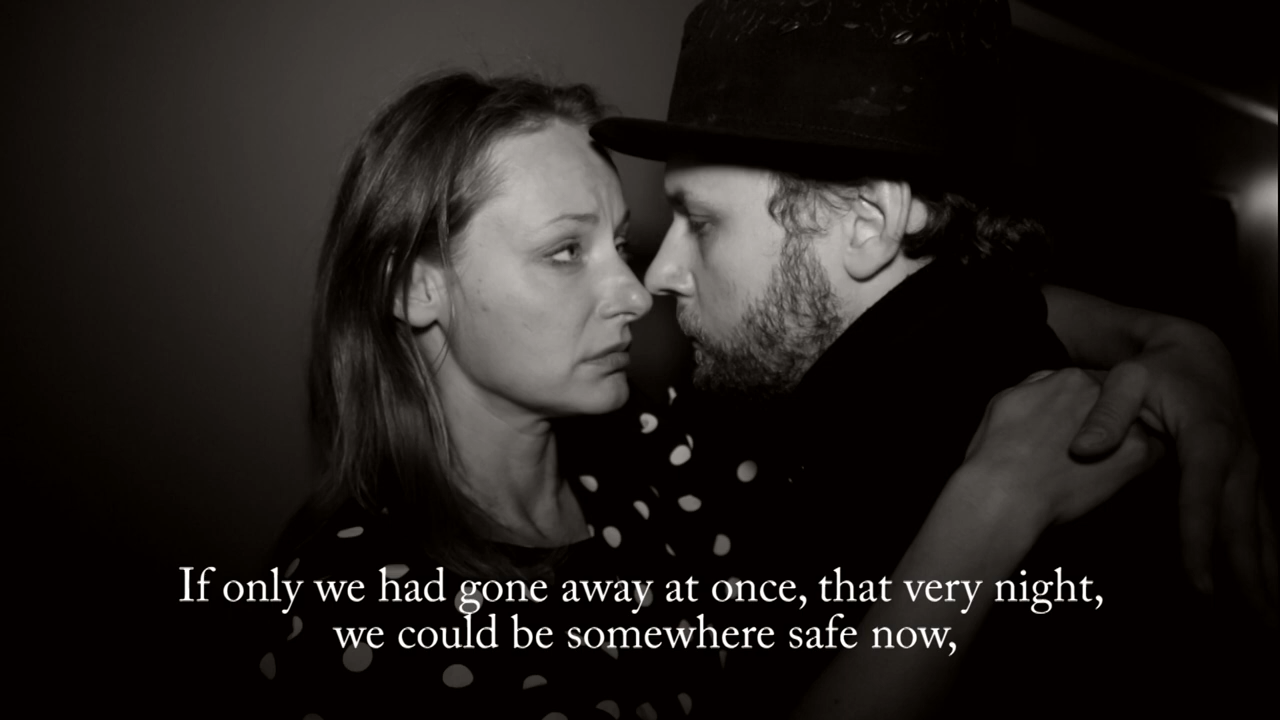 If only we had gone away at once, that very night,
we could be somewhere safe now,